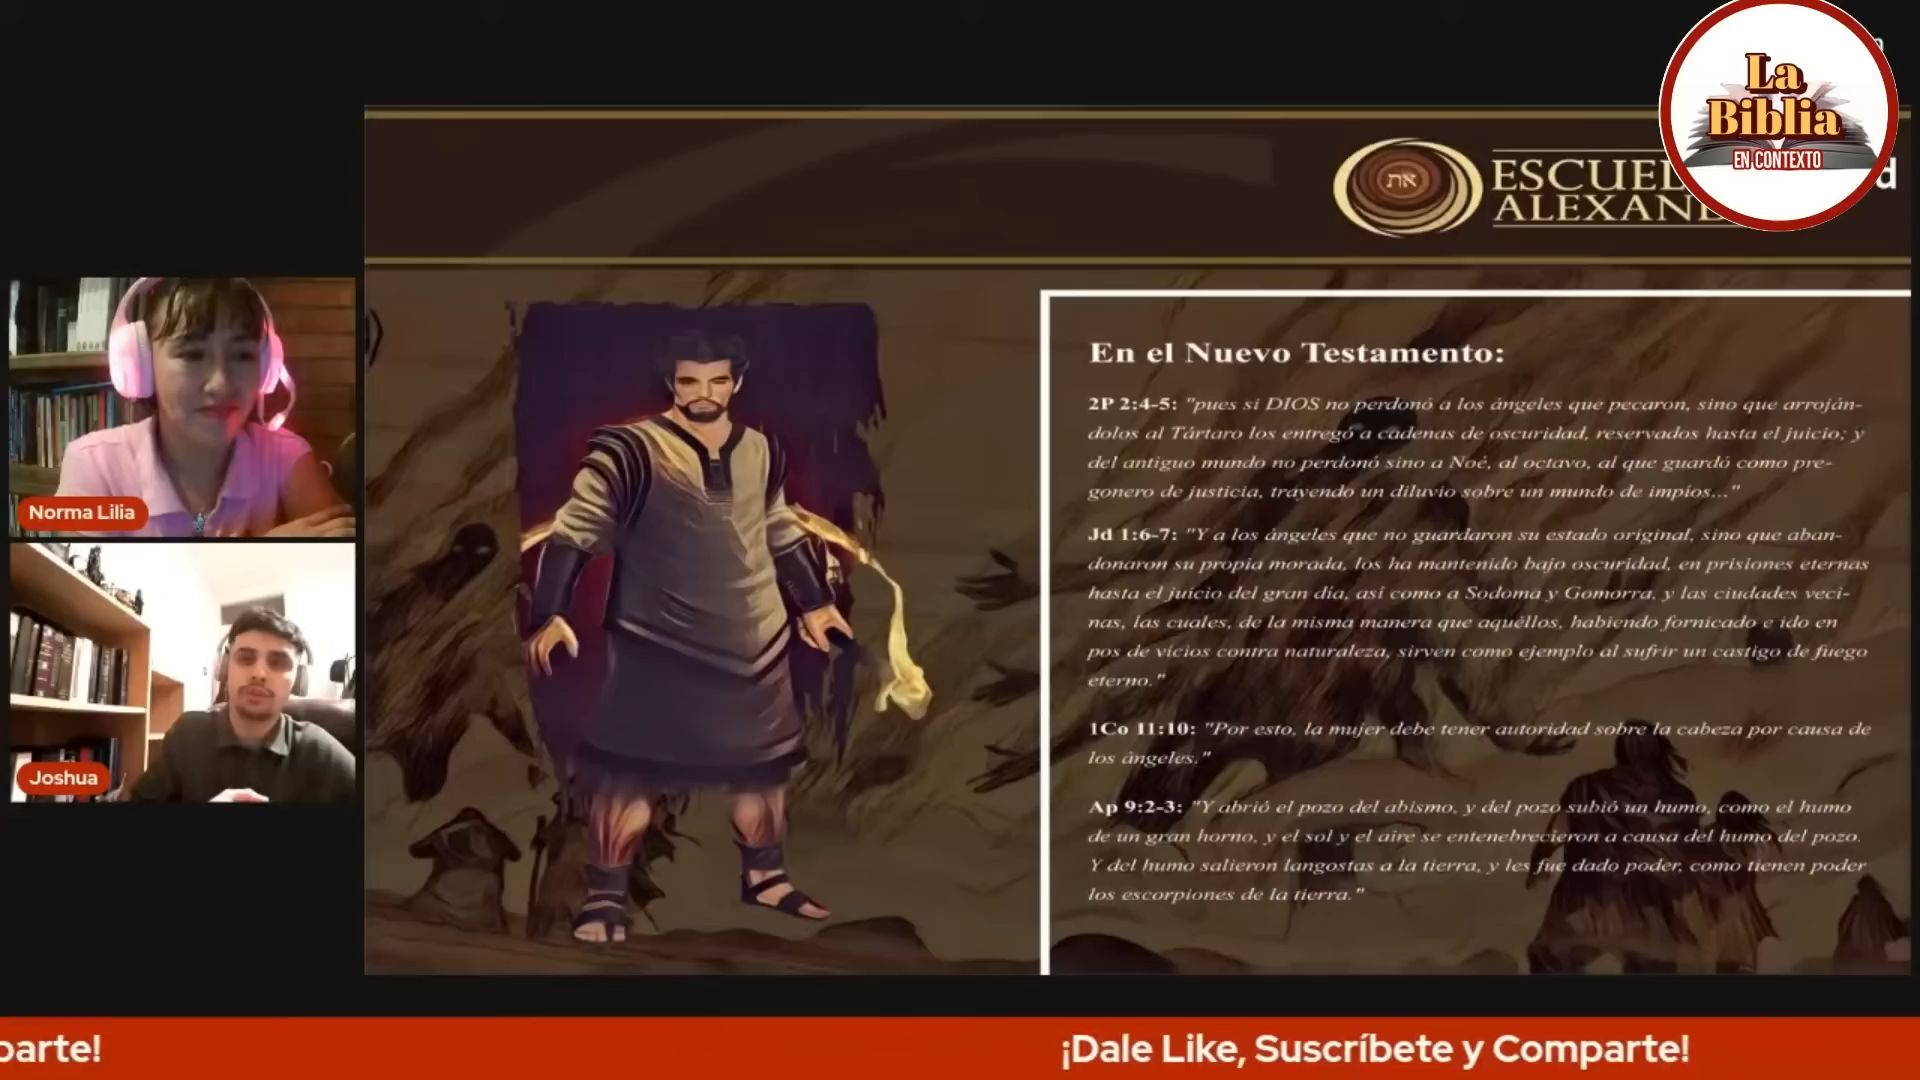 La
Biblia
EN CONTEXTO
את
ESCUEL
ALEXAN
d
En el Nuevo Testamento:
2P 2:4-5: "pues si DIOS no perdonó a los ángeles que pecaron, sino que arroján-
dolos al Tártaro los entregó a cadenas de oscuridad, reservados hasta el juicio; y
del antiguo mundo no perdonó sino a Noé, al octavo, al que guardó como pre-
gonero de justicia, trayendo un diluvio sobre un mundo de impíos..."
Jd 1:6-7: "Y a los ángeles que no guardaron su estado original, sino que aban-
donaron su propia morada, los ha mantenido bajo oscuridad, en prisiones eternas
hasta el juicio del gran día, así como a Sodoma y Gomorra, y las ciudades veci-
nas, las cuales, de la misma manera que aquéllos, habiendo fornicado e ido en
pos de vicios contra naturaleza, sirven como ejemplo al sufrir un castigo de fuego
eterno."
1Co 11:10: "Por esto, la mujer debe tener autoridad sobre la cabeza por causa de
los ángeles."
Ap 9:2-3: "Y abrió el pozo del abismo, y del pozo subió un humo, como el humo
de un gran horno, y el sol y el aire se entenebrecieron a causa del humo del pozo.
Y del humo salieron langostas a la tierra, y les fue dado poder, como tienen poder
los escorpiones de la tierra."
Norma Lilia
Joshua
parte!
¡Dale Like, Suscríbete y Comparte!